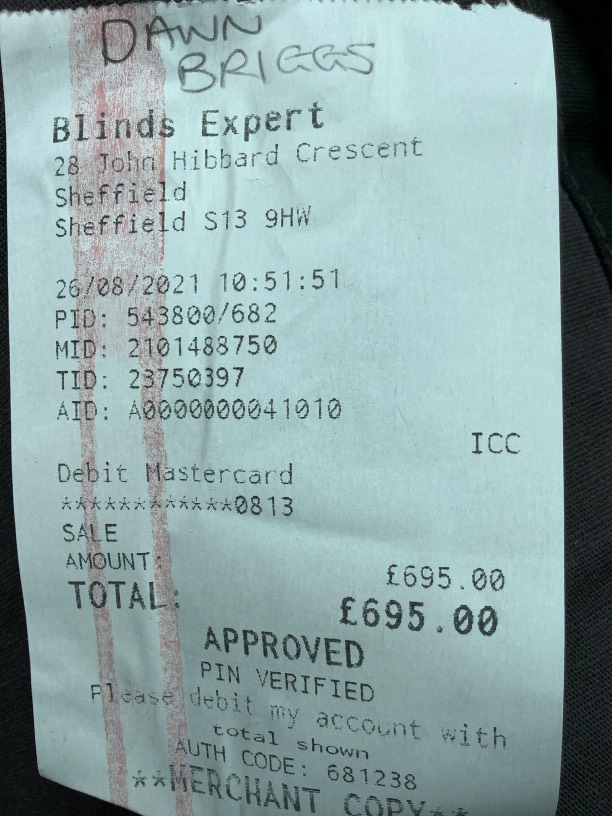 DAWN
BRIGGS
Blinds Expert
28 John Hibbard Crescent
Sheffield
Sheffield S13 9HW
26/08/2021 10:51:51
PID: 543800/682
MID: 2101488750
TID: 23750397
AID: A0000000041010
ICC
Debit Mastercard
************0813
SALE
AMOUNT: £695.00
TOTAL: £695.00
APPROVED
PIN VERIFIED
Please debit my account with
total shown
AUTH CODE: 681238
**MERCHANT COPY**